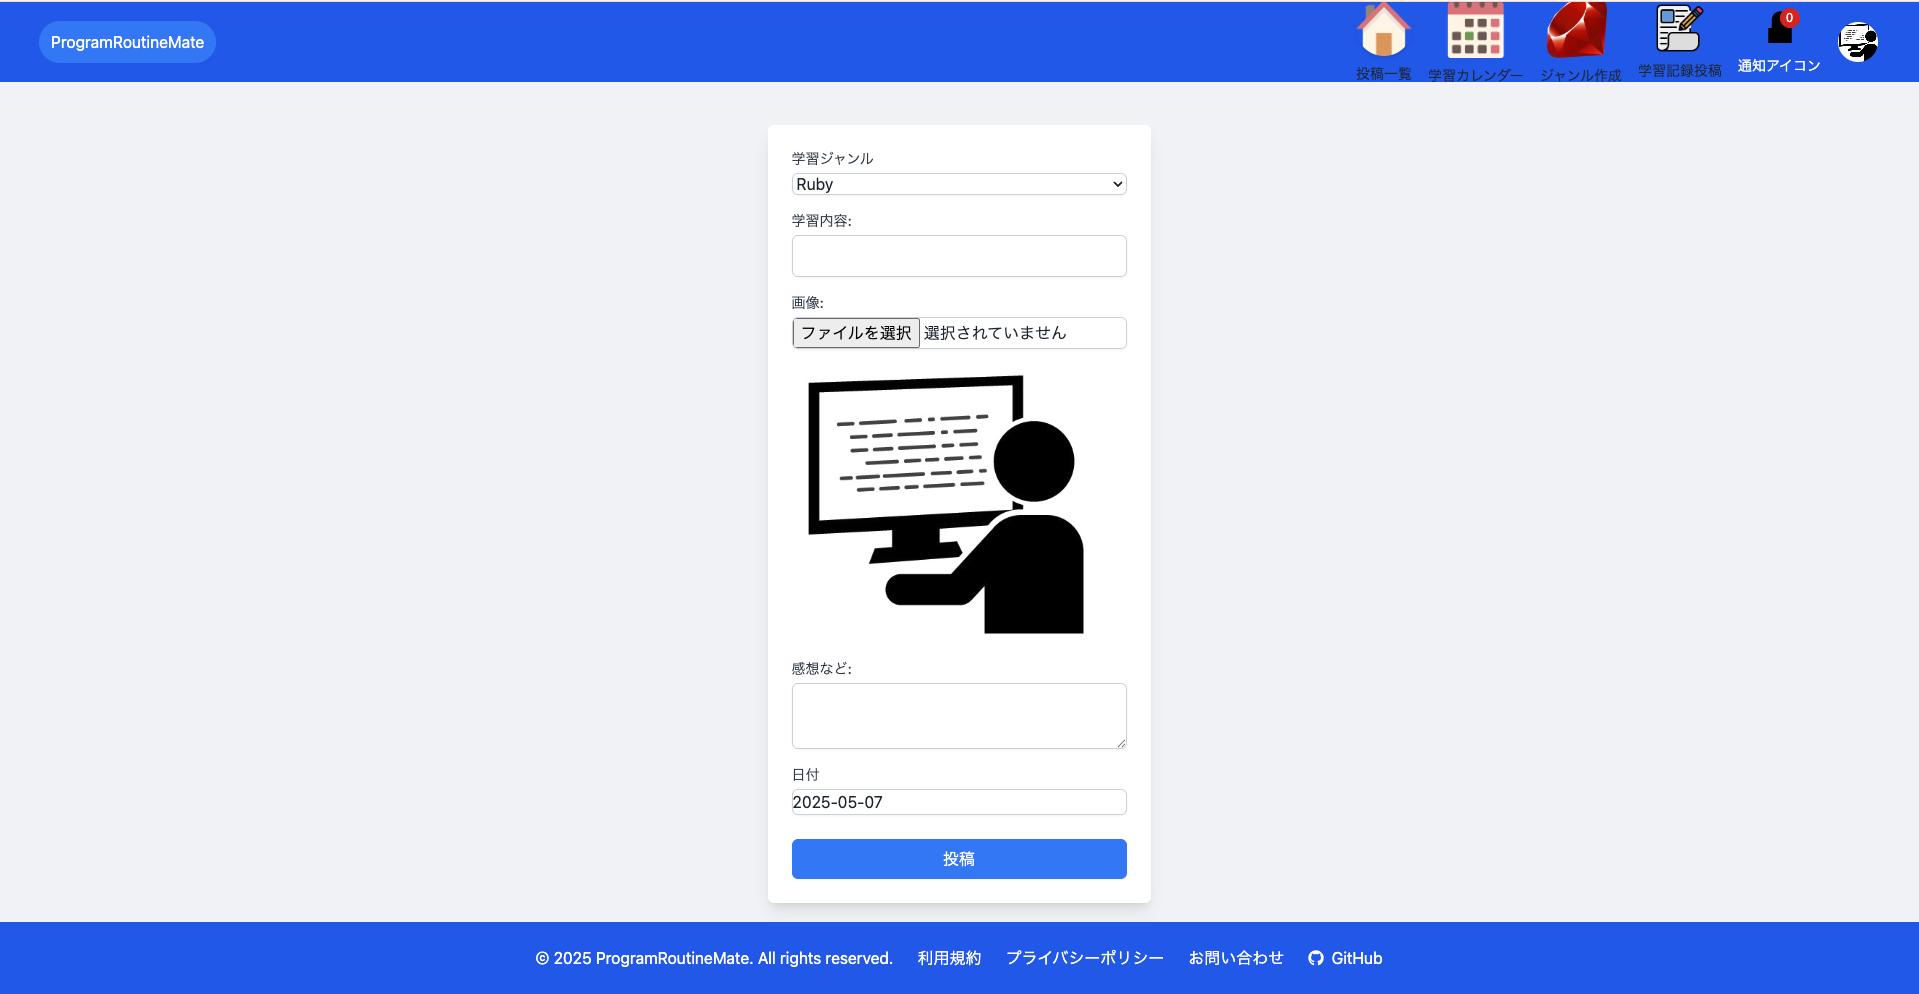 ProgramRoutineMate
投稿一覧
学習カレンダー
ジャンル作成
学習記録投稿
0
通知アイコン
学習ジャンル
Ruby
学習内容:
画像:
ファイルを選択 選択されていません
感想など:
日付
2025-05-07
投稿
© 2025 ProgramRoutineMate. All rights reserved. 利用規約 プライバシーポリシー お問い合わせ GitHub